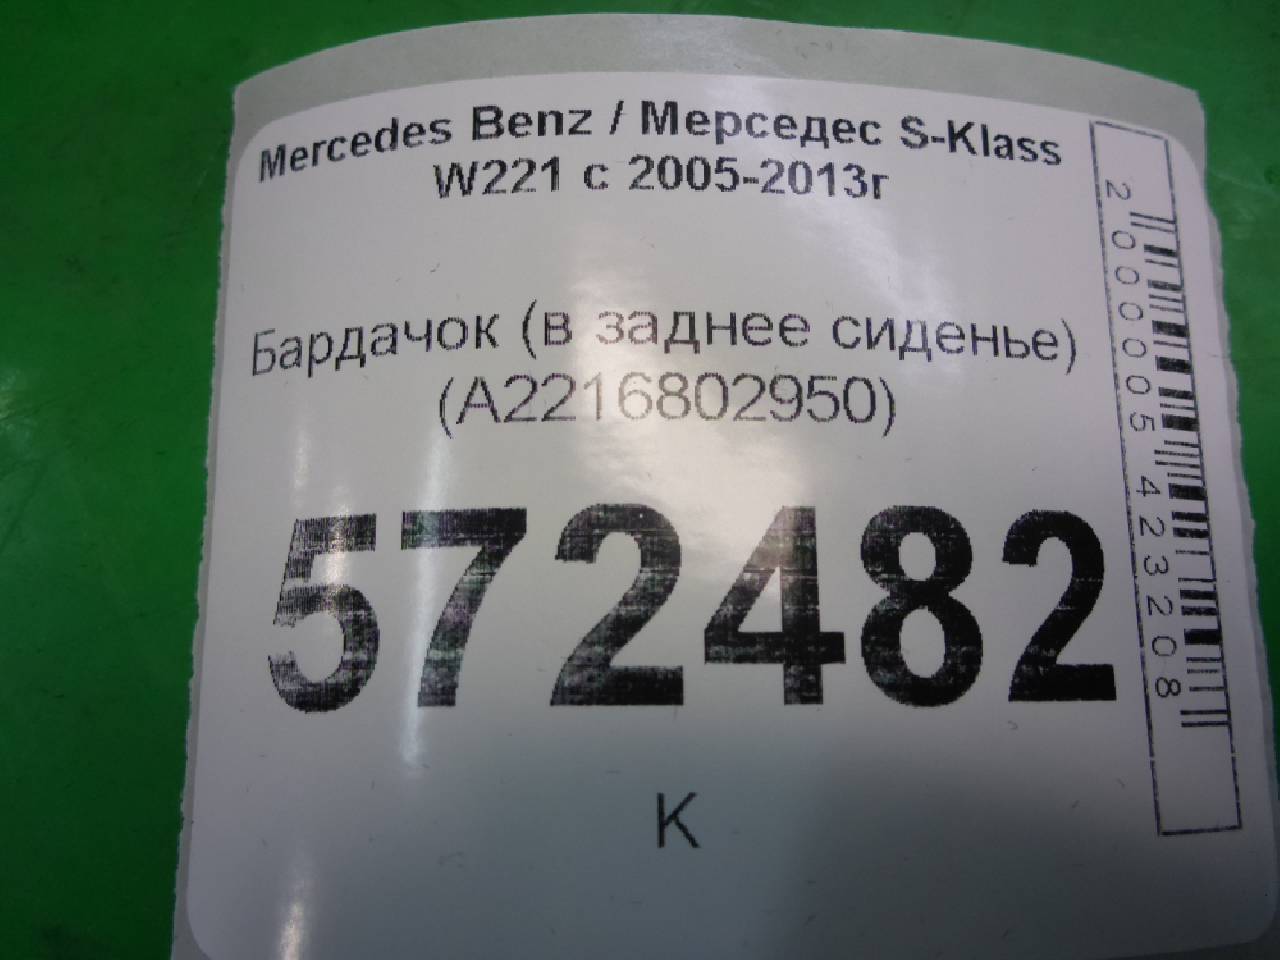 Mercedes Benz / Мерседес S-Klass
W221 с 2005-2013г
Бардачок (в заднее сиденье)
(A2216802950)
572482
К
2000005423208